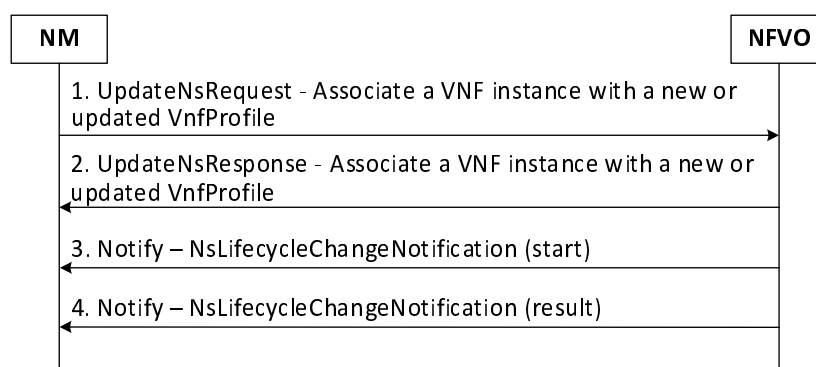 NM
NFVO
1. UpdateNsRequest - Associate a VNF instance with a new or
updated VnfProfile
2. UpdateNsResponse - Associate a VNF instance with a new or
updated VnfProfile
3. Notify – NsLifecycleChangeNotification (start)
4. Notify – NsLifecycleChangeNotification (result)